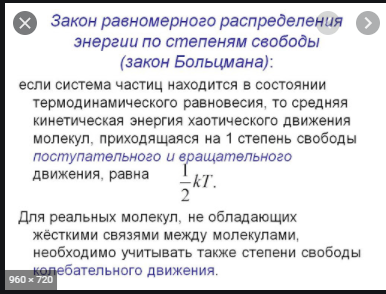 Закон равномерного распределения
энергии по степеням свободы
(закон Больцмана):
если система частиц находится в состоянии
термодинамического равновесия, то средняя
кинетическая энергия хаотического движения
молекул, приходящаяся на 1 степень свободы
поступательного и вращательного
движения, равна 1/2 kT.
Для реальных молекул, не обладающих
жёсткими связями между молекулами,
необходимо учитывать также степени свободы
колебательного движения.
960 × 720